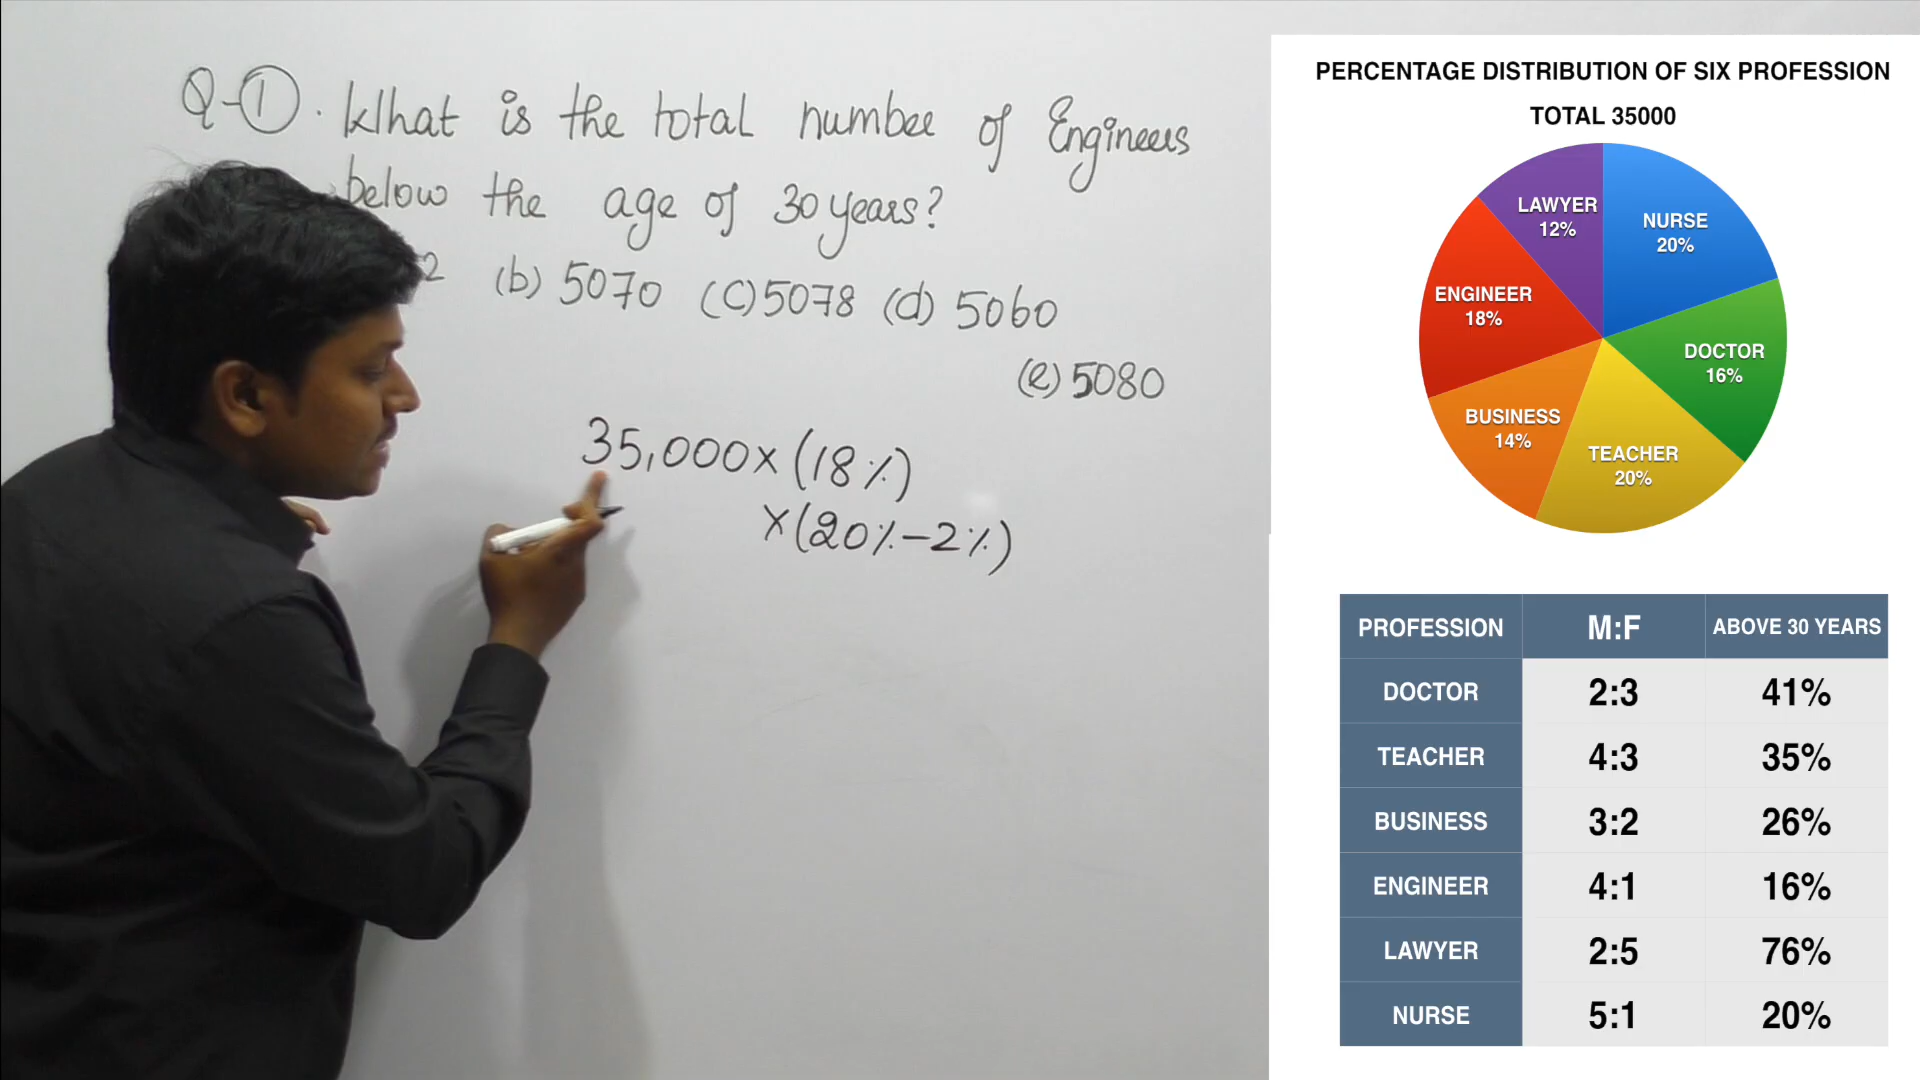 Q-1. What is the total number of Engineers
below the age of 30 years?
2 (b) 5070 (c) 5078 (d) 5060
(e) 5080
35,000x(18%)
x(20%-2%)
PERCENTAGE DISTRIBUTION OF SIX PROFESSION
TOTAL 35000
LAWYER
12%
NURSE
20%
ENGINEER
18%
DOCTOR
16%
BUSINESS
14%
TEACHER
20%
PROFESSION M:F ABOVE 30 YEARS
DOCTOR 2:3 41%
TEACHER 4:3 35%
BUSINESS 3:2 26%
ENGINEER 4:1 16%
LAWYER 2:5 76%
NURSE 5:1 20%